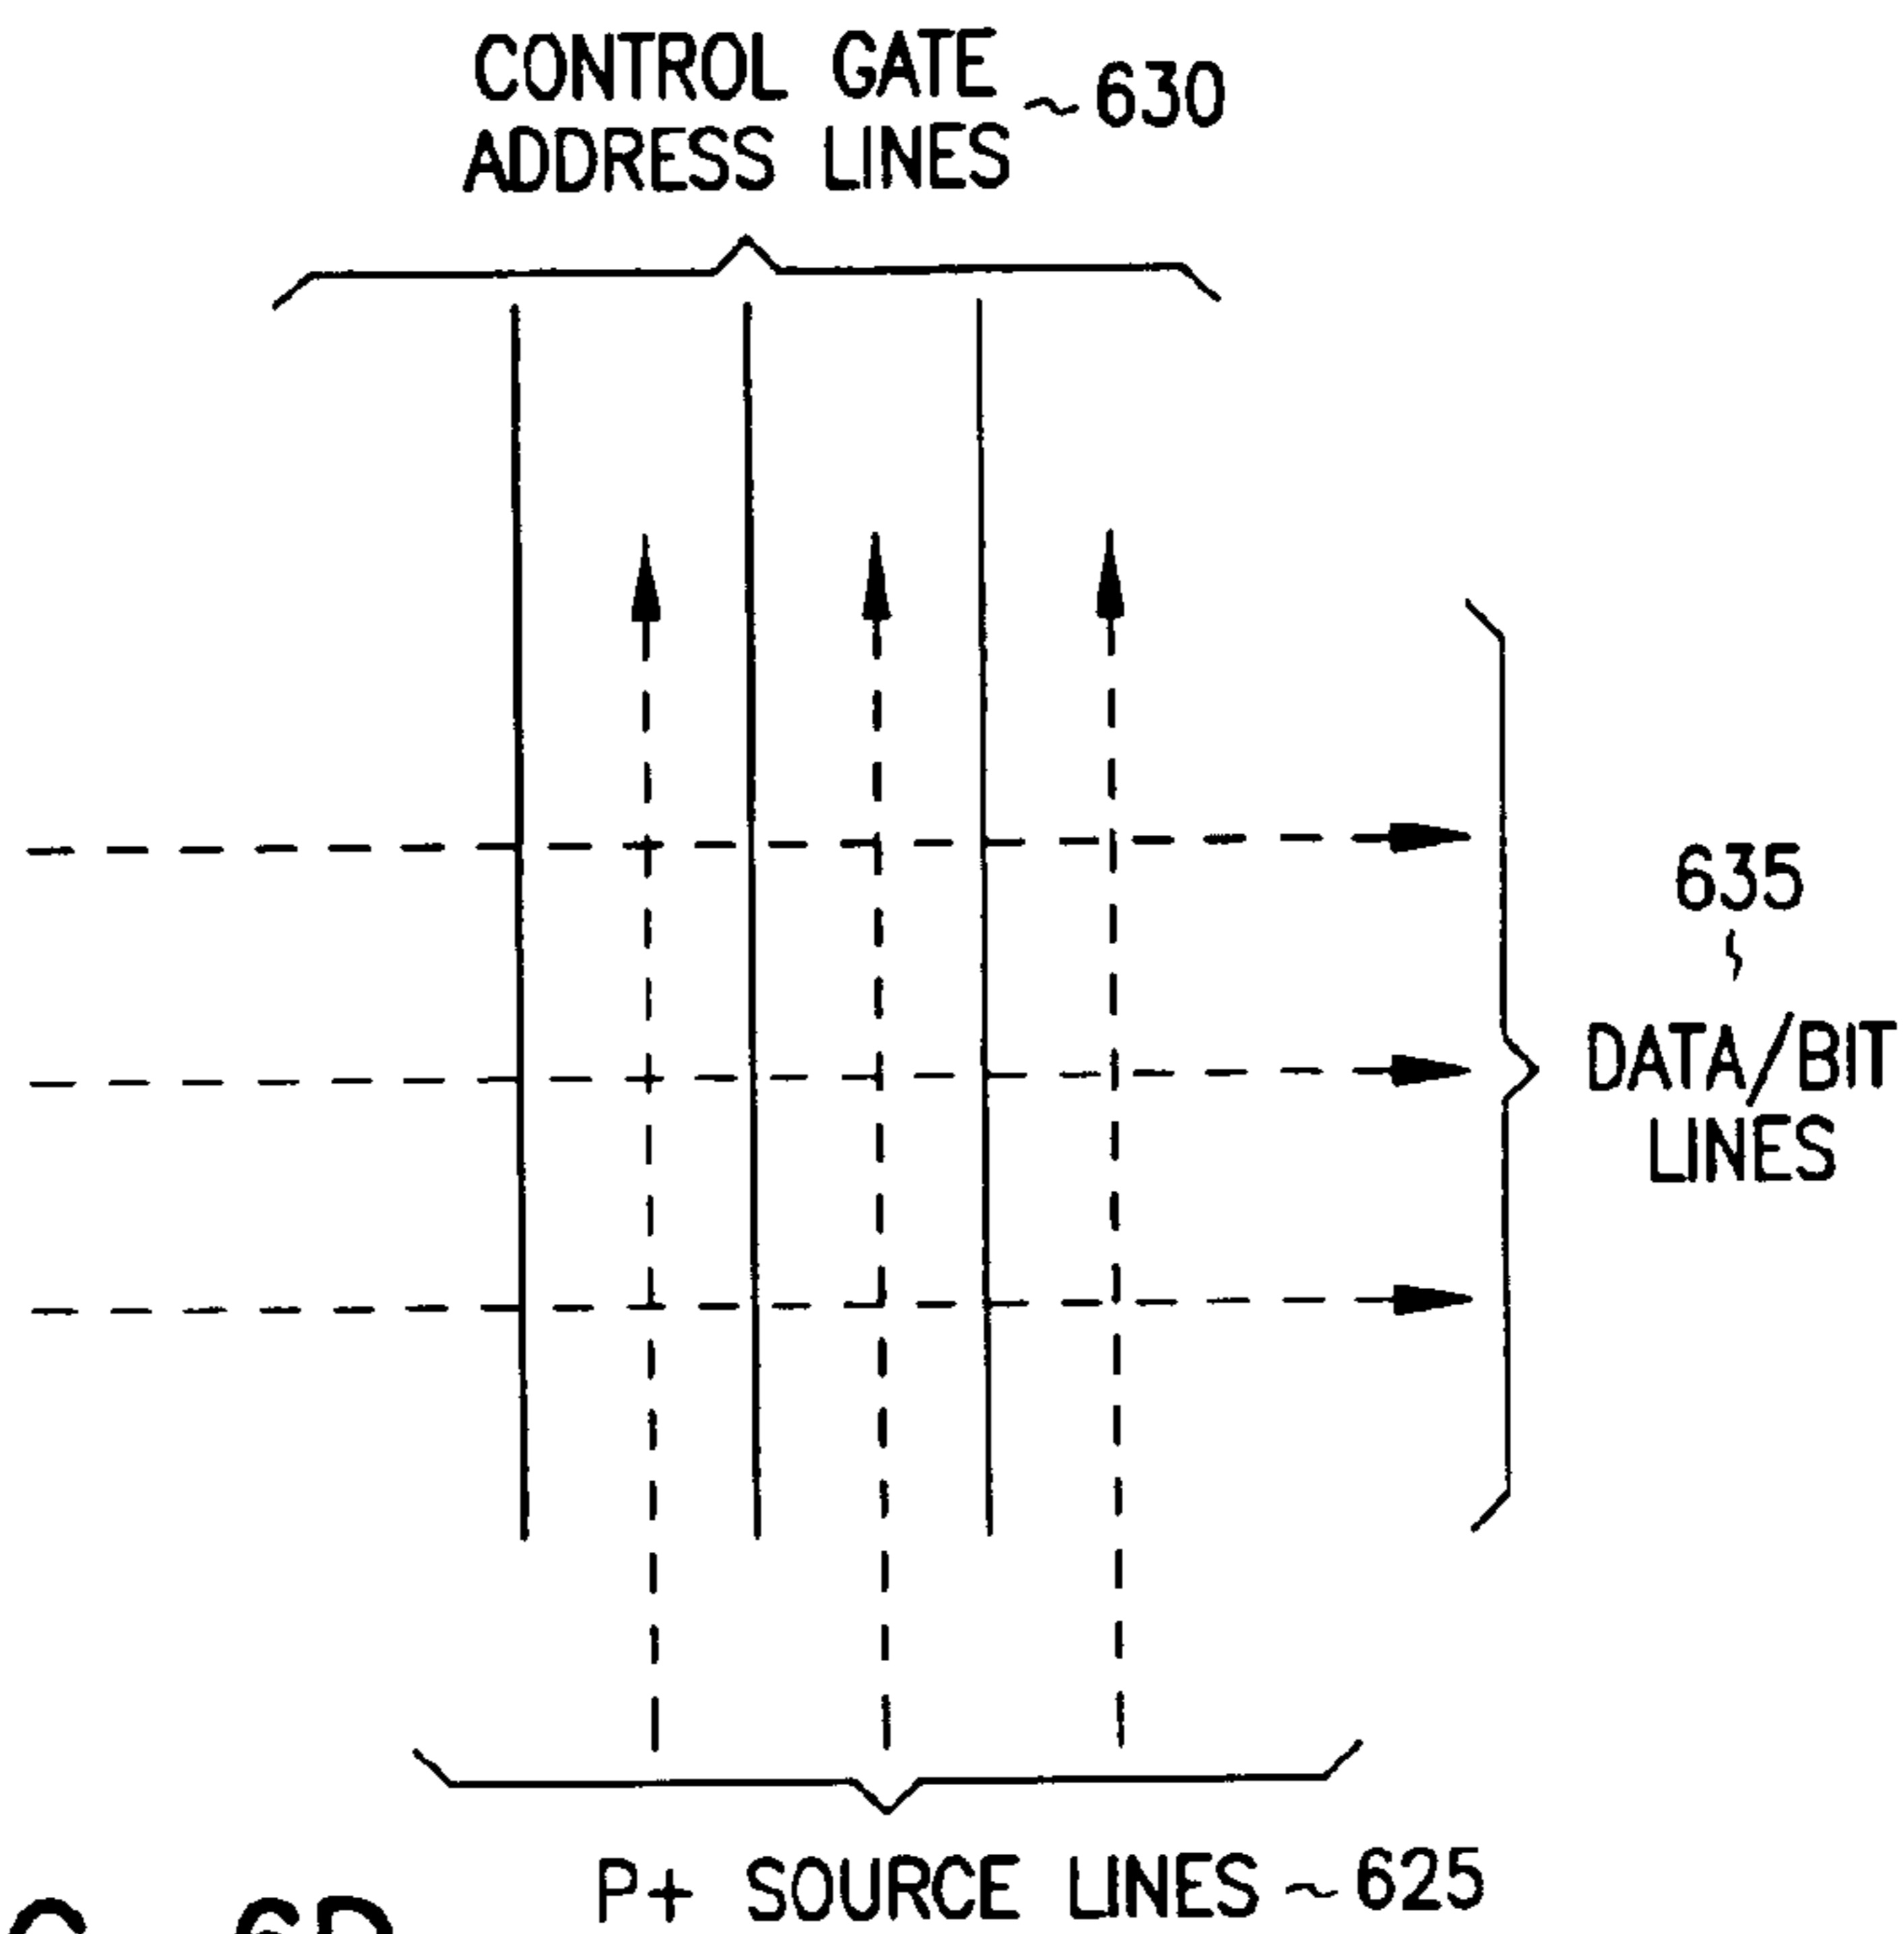 CONTROL GATE
ADDRESS LINES ~630
635
DATA/BIT
LINES
P+ SOURCE LINES ~ 625